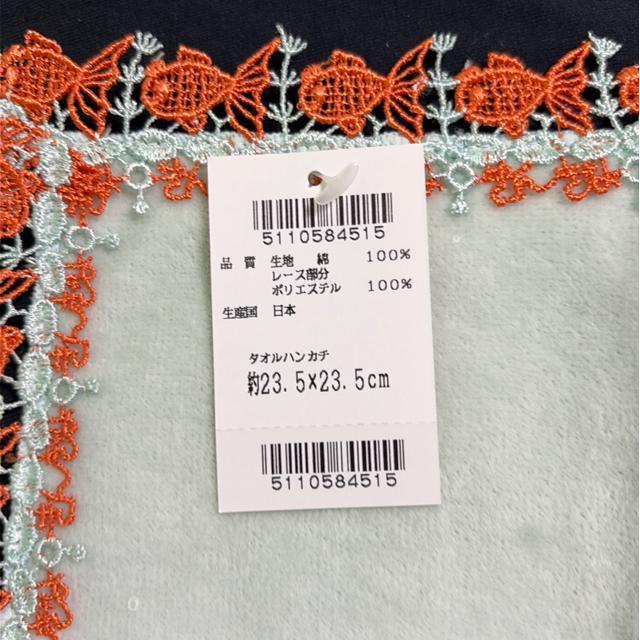 5110584515
品 質 生地 綿 100%
レース部分
ポリエステル 100%
生産国 日本
タオルハンカチ
約23.5×23.5cm
5110584515